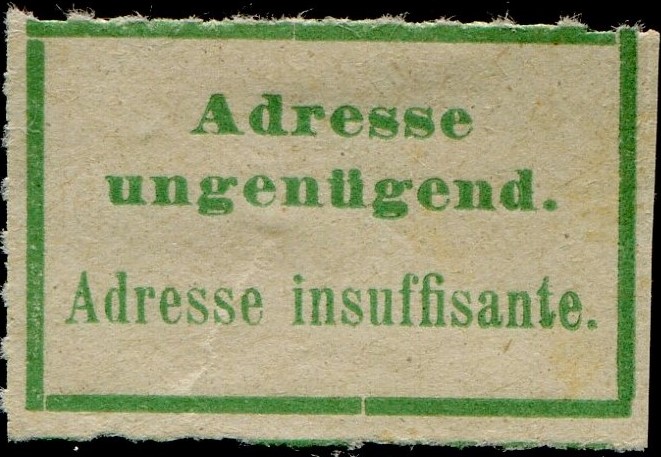 Adresse
ungenügend.
Adresse insuffisante.